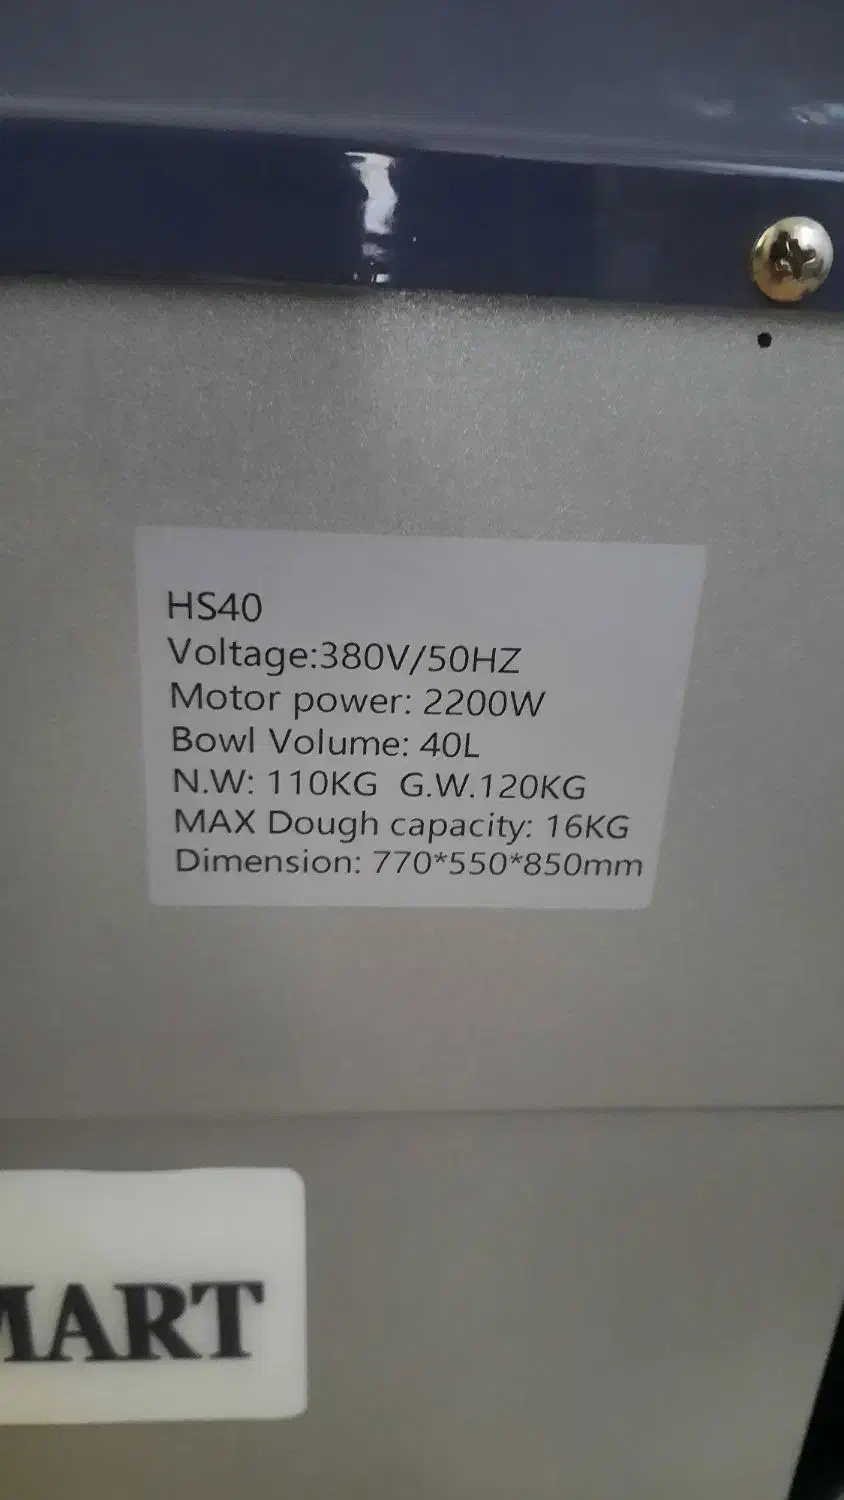 HS40
Voltage:380V/50HZ
Motor power: 2200W
Bowl Volume: 40L
N.W: 110KG G.W.120KG
MAX Dough capacity: 16KG
Dimension: 770*550*850mm
MART